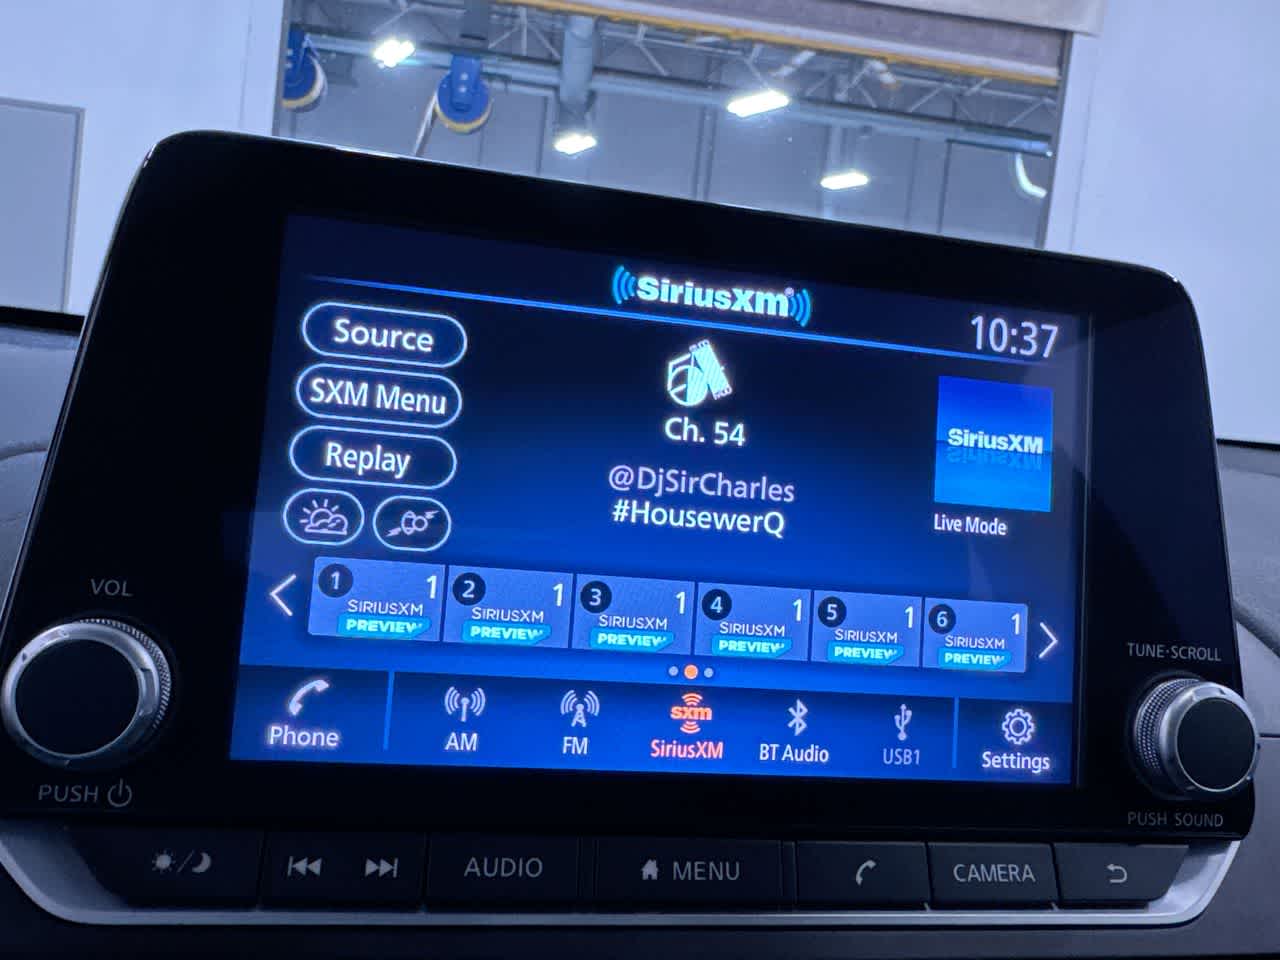 SiriusXM
10:37
Source
SXM Menu
Replay
Ch. 54
@DjSirCharles
#HousewerQ
SiriusXM
Live Mode
1 1 SIRIUSXM PREVIEW
2 1 SIRIUSXM PREVIEW
3 1 SIRIUSXM PREVIEW
4 1 SIRIUSXM PREVIEW
5 1 SIRIUSXM PREVIEW
6 1 SIRIUSXM PREVIEW
Phone
AM
FM
sxm
SiriusXM
BT Audio
USB1
Settings
VOL
PUSH
TUNE·SCROLL
PUSH SOUND
AUDIO
MENU
CAMERA